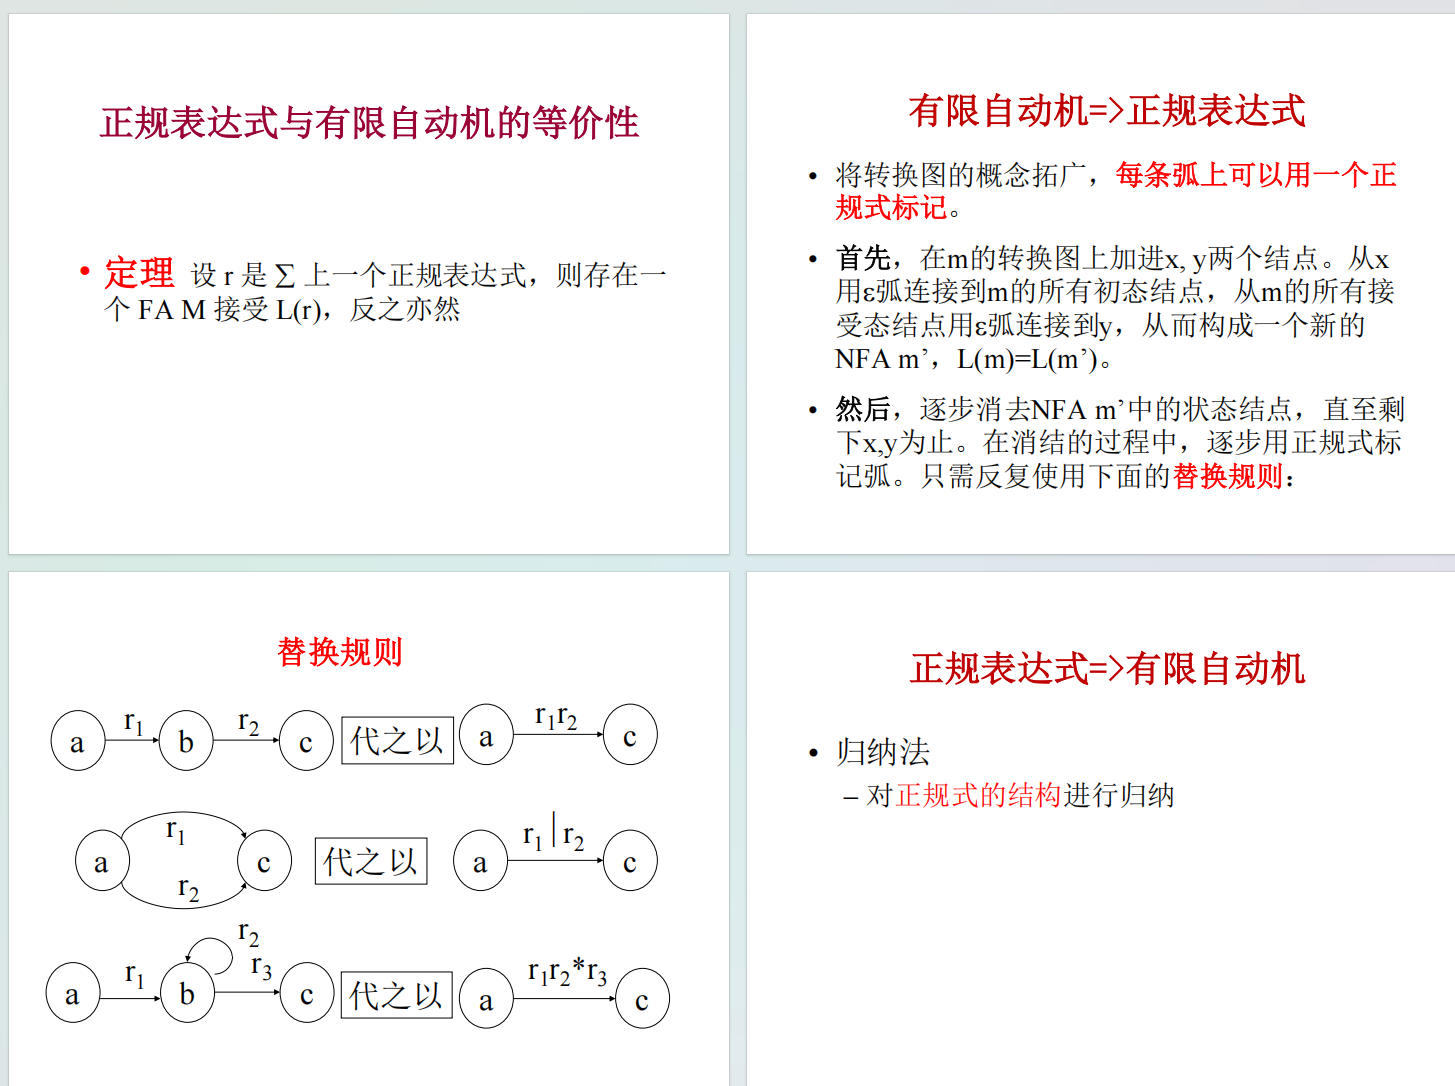 正规表达式与有限自动机的等价性
• 定理 设 r 是 ∑ 上一个正规表达式，则存在一
个 FA M 接受 L(r)，反之亦然
有限自动机=>正规表达式
• 将转换图的概念拓广，每条弧上可以用一个正
规式标记。
• 首先，在m的转换图上加进x, y两个结点。从x
用ε弧连接到m的所有初态结点，从m的所有接
受态结点用ε弧连接到y，从而构成一个新的
NFA m’，L(m)=L(m’)。
• 然后，逐步消去NFA m’中的状态结点，直至剩
下x,y为止。在消结的过程中，逐步用正规式标
记弧。只需反复使用下面的替换规则：
替换规则
a r1 b r2 c 代之以 a r1r2 c
a r1 r2 c 代之以 a r1|r2 c
a r1 b r2 r3 c 代之以 a r1r2*r3 c
正规表达式=>有限自动机
• 归纳法
– 对正规式的结构进行归纳